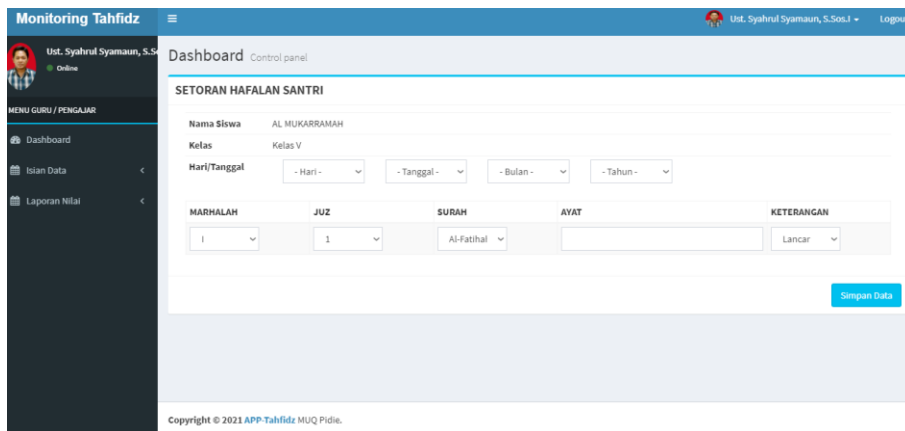 Monitoring Tahfidz
Ust. Syahrul Syamaun, S.Sos.I
Logou
Ust. Syahrul Syamaun, S.S
Online
MENU GURU / PENGAJAR
Dashboard
Isian Data
Laporan Nilai
Dashboard Control panel
SETORAN HAFALAN SANTRI
Nama Siswa AL MUKARRAMAH
Kelas Kelas V
Hari/Tanggal - Hari - - Tanggal - - Bulan - - Tahun -
MARHALAH JUZ SURAH AYAT KETERANGAN
I 1 Al-Fatihal Lancar
Simpan Data
Copyright © 2021 APP-Tahfidz MUQ Pidie.